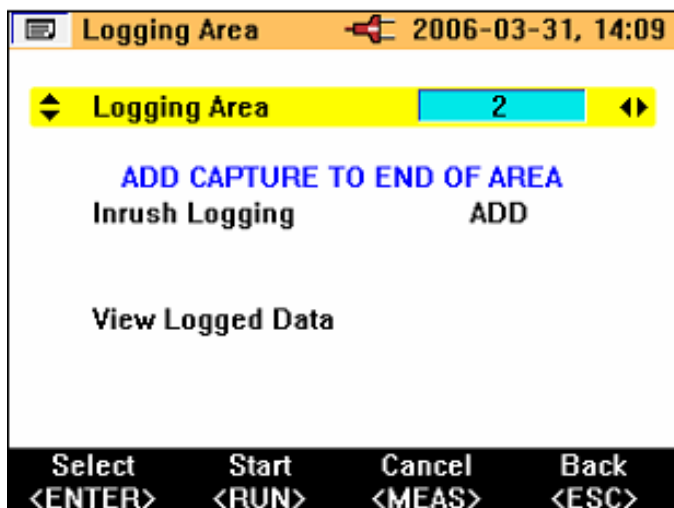 Logging Area 2006-03-31, 14:09
Logging Area 2
ADD CAPTURE TO END OF AREA
Inrush Logging ADD
View Logged Data
Select Start Cancel Back
<ENTER> <RUN> <MEAS> <ESC>